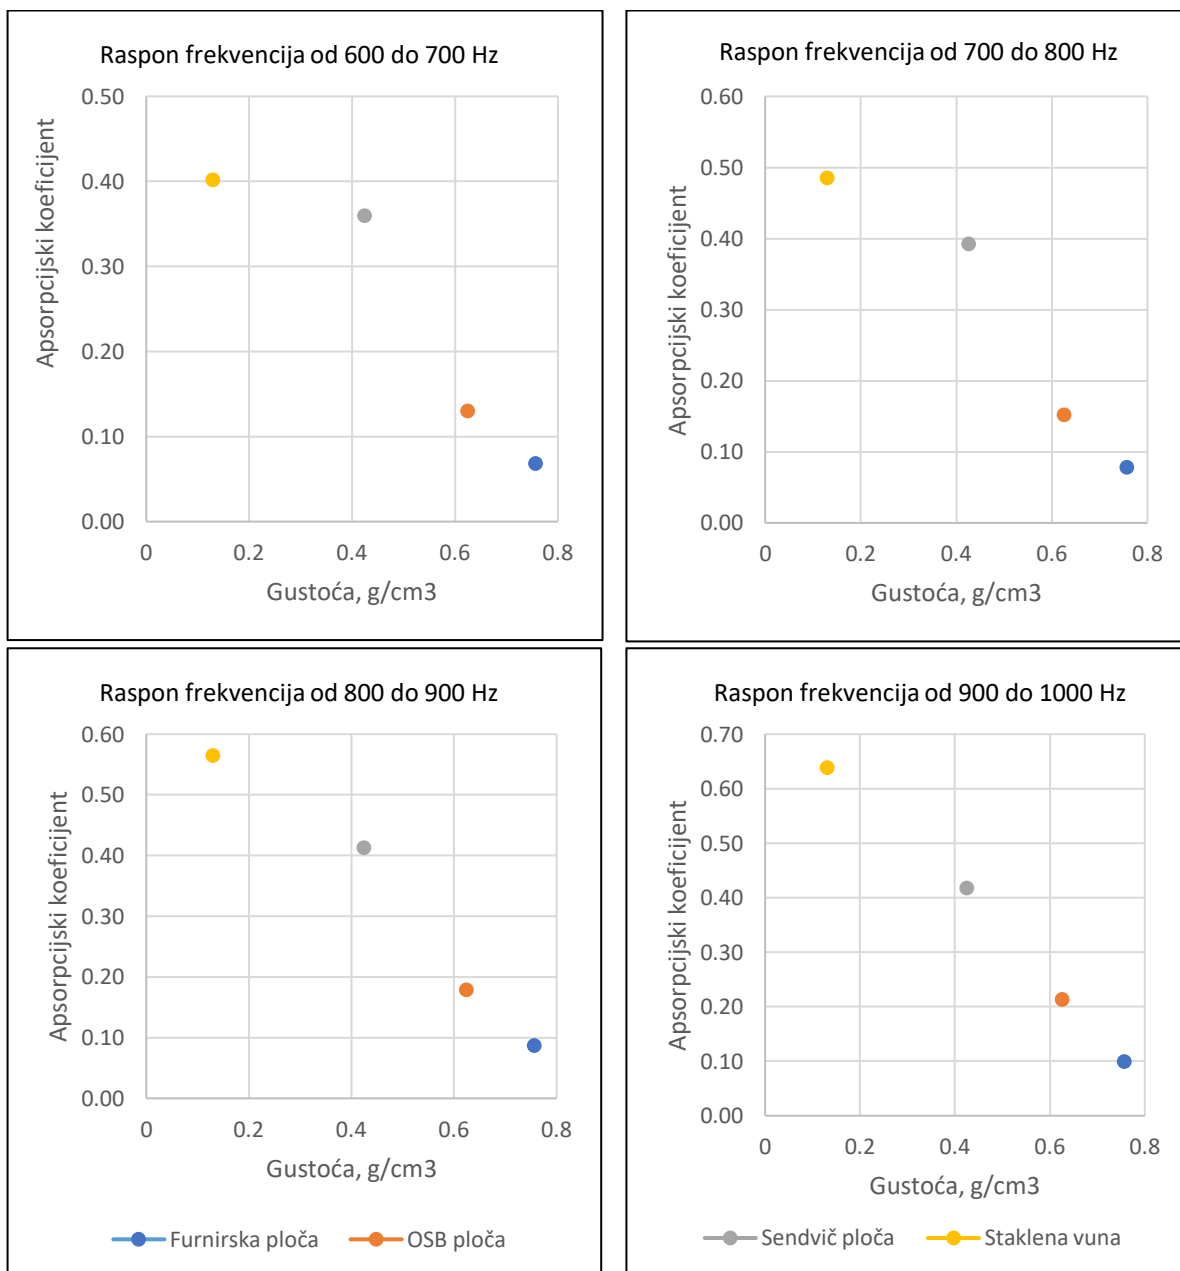 Raspon frekvencija od 600 do 700 Hz
0.50
0.40
0.30
0.20
0.10
0.00
Apsorpcijski koeficijent
0 0.2 0.4 0.6 0.8
Gustoća, g/cm3
Raspon frekvencija od 700 do 800 Hz
0.60
0.50
0.40
0.30
0.20
0.10
0.00
Apsorpcijski koeficijent
0 0.2 0.4 0.6 0.8
Gustoća, g/cm3
Raspon frekvencija od 800 do 900 Hz
0.60
0.50
0.40
0.30
0.20
0.10
0.00
Apsorpcijski koeficijent
0 0.2 0.4 0.6 0.8
Gustoća, g/cm3
Furnirska ploča OSB ploča
Raspon frekvencija od 900 do 1000 Hz
0.70
0.60
0.50
0.40
0.30
0.20
0.10
0.00
Apsorpcijski koeficijent
0 0.2 0.4 0.6 0.8
Gustoća, g/cm3
Sendvič ploča Staklena vuna